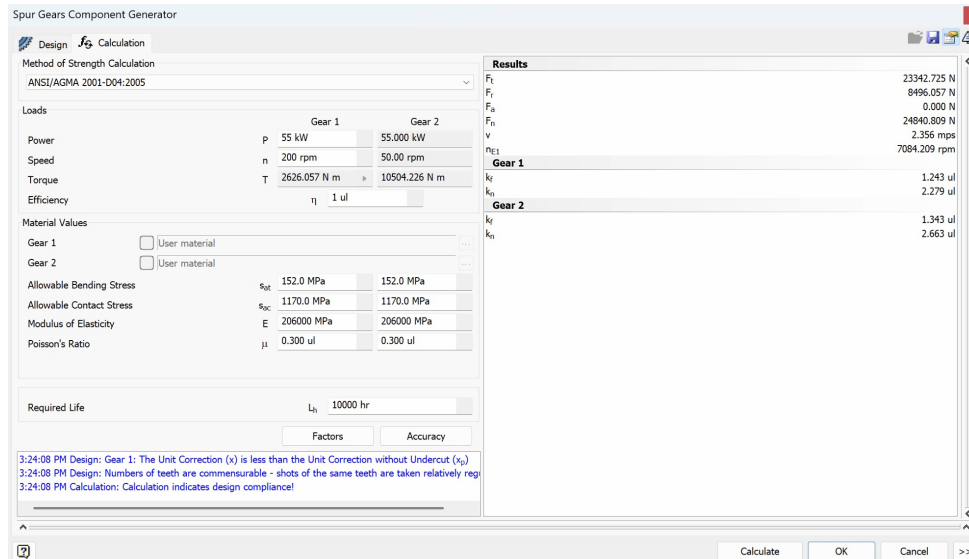 Spur Gears Component Generator
Design Calculation
Method of Strength Calculation
ANSI/AGMA 2001-D04:2005
Loads
Gear 1 Gear 2
Power P 55 kW 55.000 kW
Speed n 200 rpm 50.00 rpm
Torque T 2626.057 N m 10504.226 N m
Efficiency η 1 ul
Material Values
Gear 1 User material ...
Gear 2 User material ...
Allowable Bending Stress sat 152.0 MPa 152.0 MPa
Allowable Contact Stress sac 1170.0 MPa 1170.0 MPa
Modulus of Elasticity E 206000 MPa 206000 MPa
Poisson's Ratio μ 0.300 ul 0.300 ul
Required Life Lh 10000 hr
Factors Accuracy
3:24:08 PM Design: Gear 1: The Unit Correction (x) is less than the Unit Correction without Undercut (xp)
3:24:08 PM Design: Numbers of teeth are commensurable - shots of the same teeth are taken relatively regu
3:24:08 PM Calculation: Calculation indicates design compliance!
Results
Ft 23342.725 N
Fr 8496.057 N
Fa 0.000 N
Fn 24840.809 N
v 2.356 mps
nE1 7084.209 rpm
Gear 1
kf 1.243 ul
kn 2.279 ul
Gear 2
kf 1.343 ul
kn 2.663 ul
Calculate OK Cancel >>